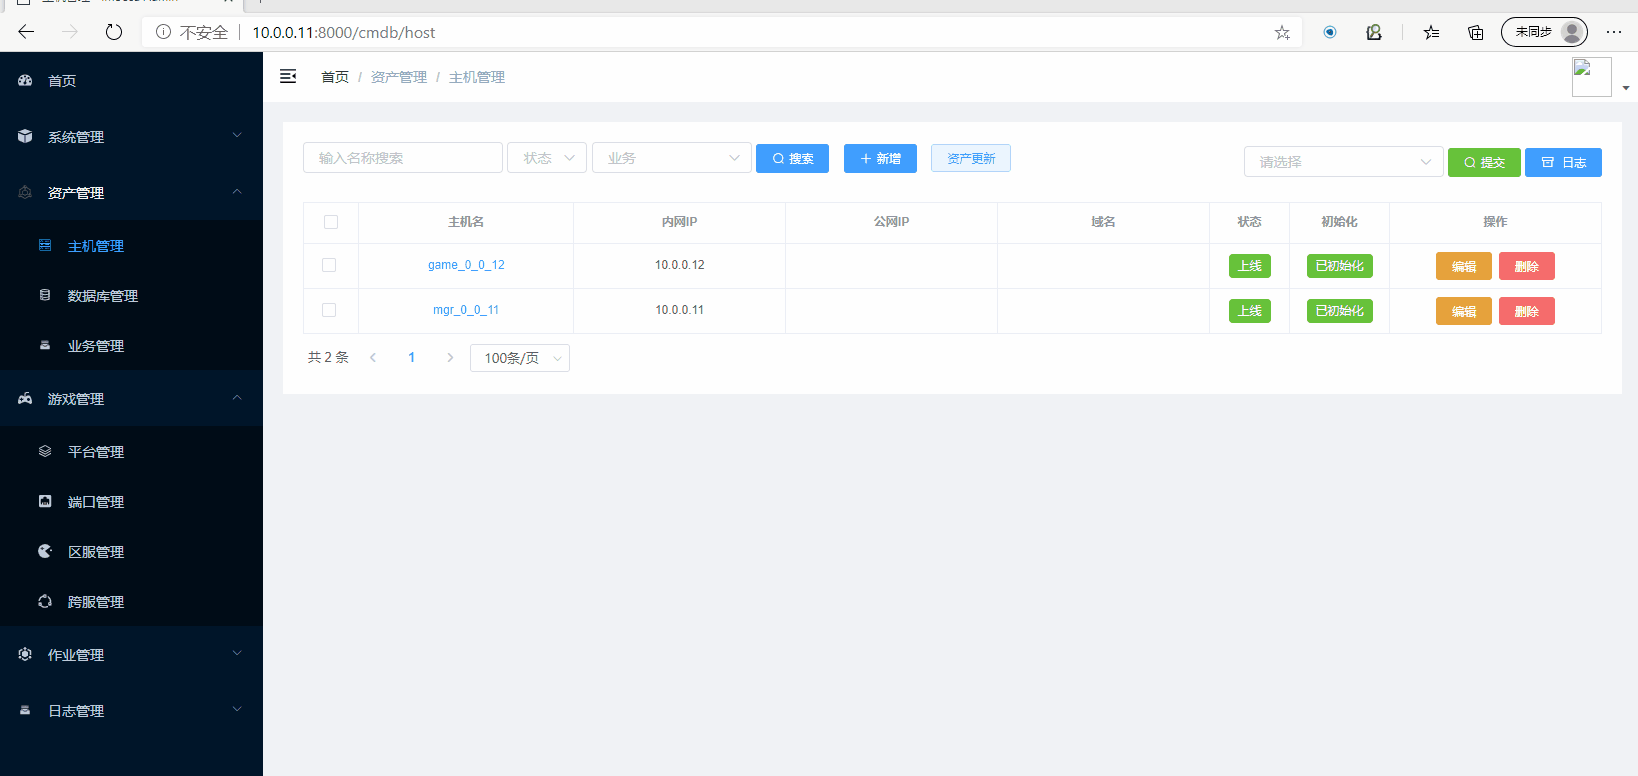 不安全 10.0.0.11:8000/cmdb/host 未同步
首页
系统管理
资产管理
主机管理
数据库管理
业务管理
游戏管理
平台管理
端口管理
区服管理
跨服管理
作业管理
日志管理
首页 / 资产管理 / 主机管理
输入名称搜索 状态 业务 搜索 新增 资产更新 请选择 提交 日志
主机名 内网IP 公网IP 域名 状态 初始化 操作
game_0_0_12 10.0.0.12 上线 已初始化 编辑 删除
mgr_0_0_11 10.0.0.11 上线 已初始化 编辑 删除
共 2 条 1 100条/页